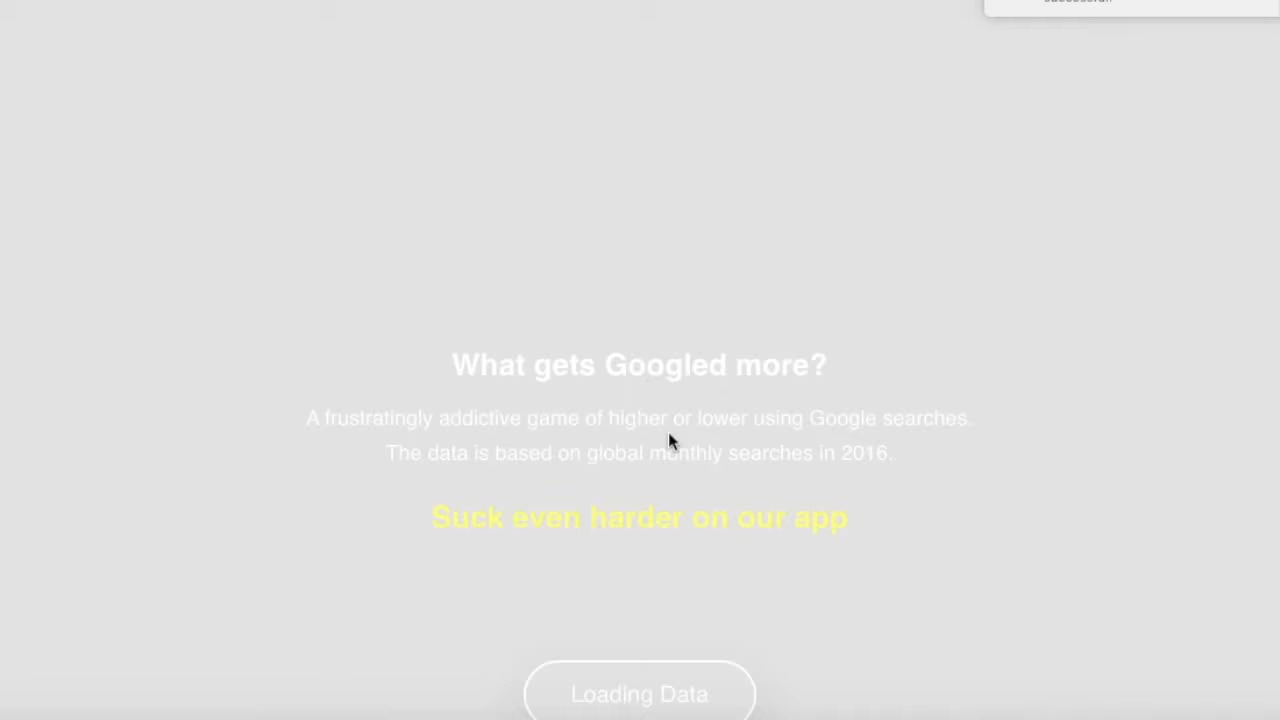 What gets Googled more?
A frustratingly addictive game of higher or lower using Google searches.
The data is based on global monthly searches in 2016.
Suck even harder on our app
Loading Data